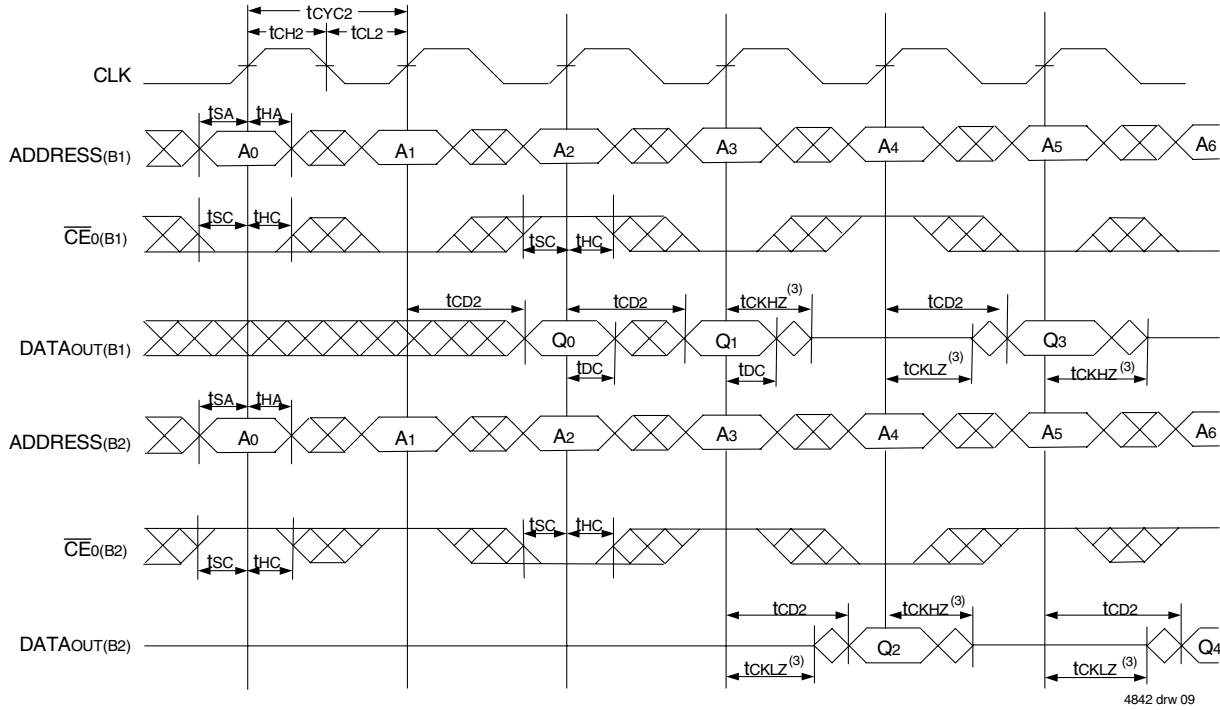 tCYC2
tCH2 tCL2
CLK
tSA tHA
ADDRESS(B1) A0 A1 A2 A3 A4 A5 A6
tSC tHC
CE0(B1) tSC tHC
tCD2 tCD2 tCKHZ(3) tCD2
DATAOUT(B1) Q0 Q1 Q3
tDC tDC tCKLZ(3) tCKHZ(3)
tSA tHA
ADDRESS(B2) A0 A1 A2 A3 A4 A5 A6
tSC tHC
CE0(B2)
tSC tHC
tCD2 tCKHZ(3) tCD2
DATAOUT(B2) Q2 Q4
tCKLZ(3) tCKLZ(3)
4842 drw 09